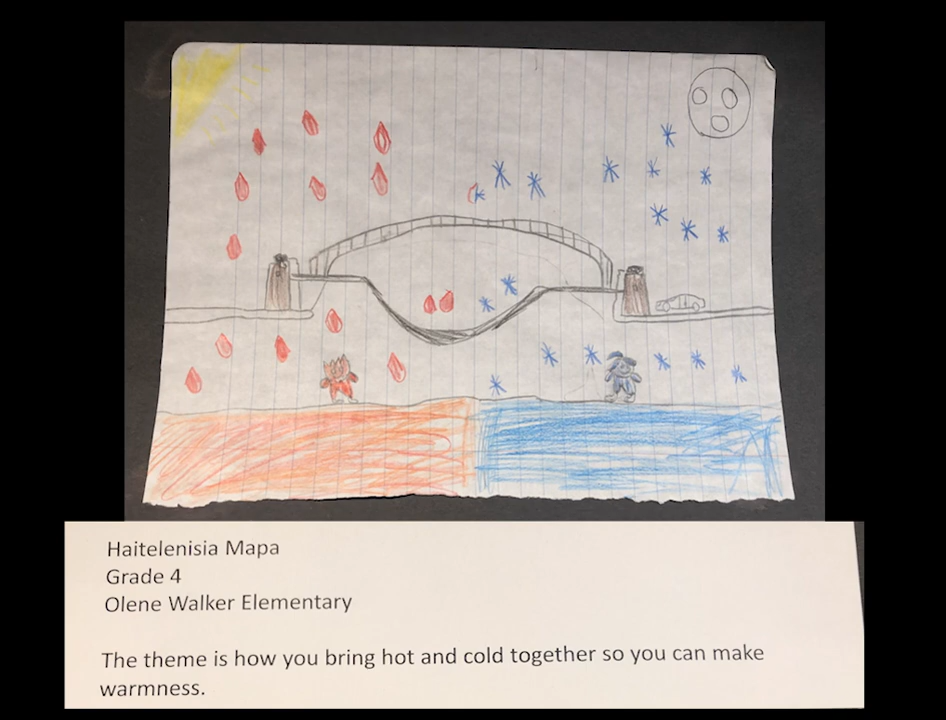 Haitelenisia Mapa
Grade 4
Olene Walker Elementary
The theme is how you bring hot and cold together so you can make
warmness.